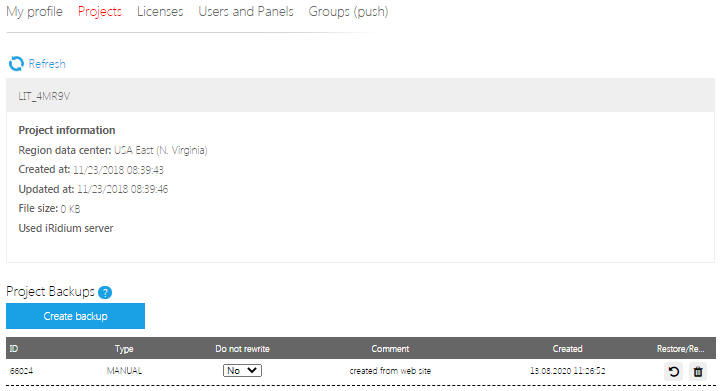 My profile Projects Licenses Users and Panels Groups (push)
Refresh
LIT_4MR9V
Project information
Region data center: USA East (N. Virginia)
Created at: 11/23/2018 08:39:43
Updated at: 11/23/2018 08:39:46
File size: 0 KB
Used iRidium server
Project Backups ?
Create backup
ID Type Do not rewrite Comment Created Restore/Re...
66024 MANUAL No created from web site 13.08.2020 11:26:52